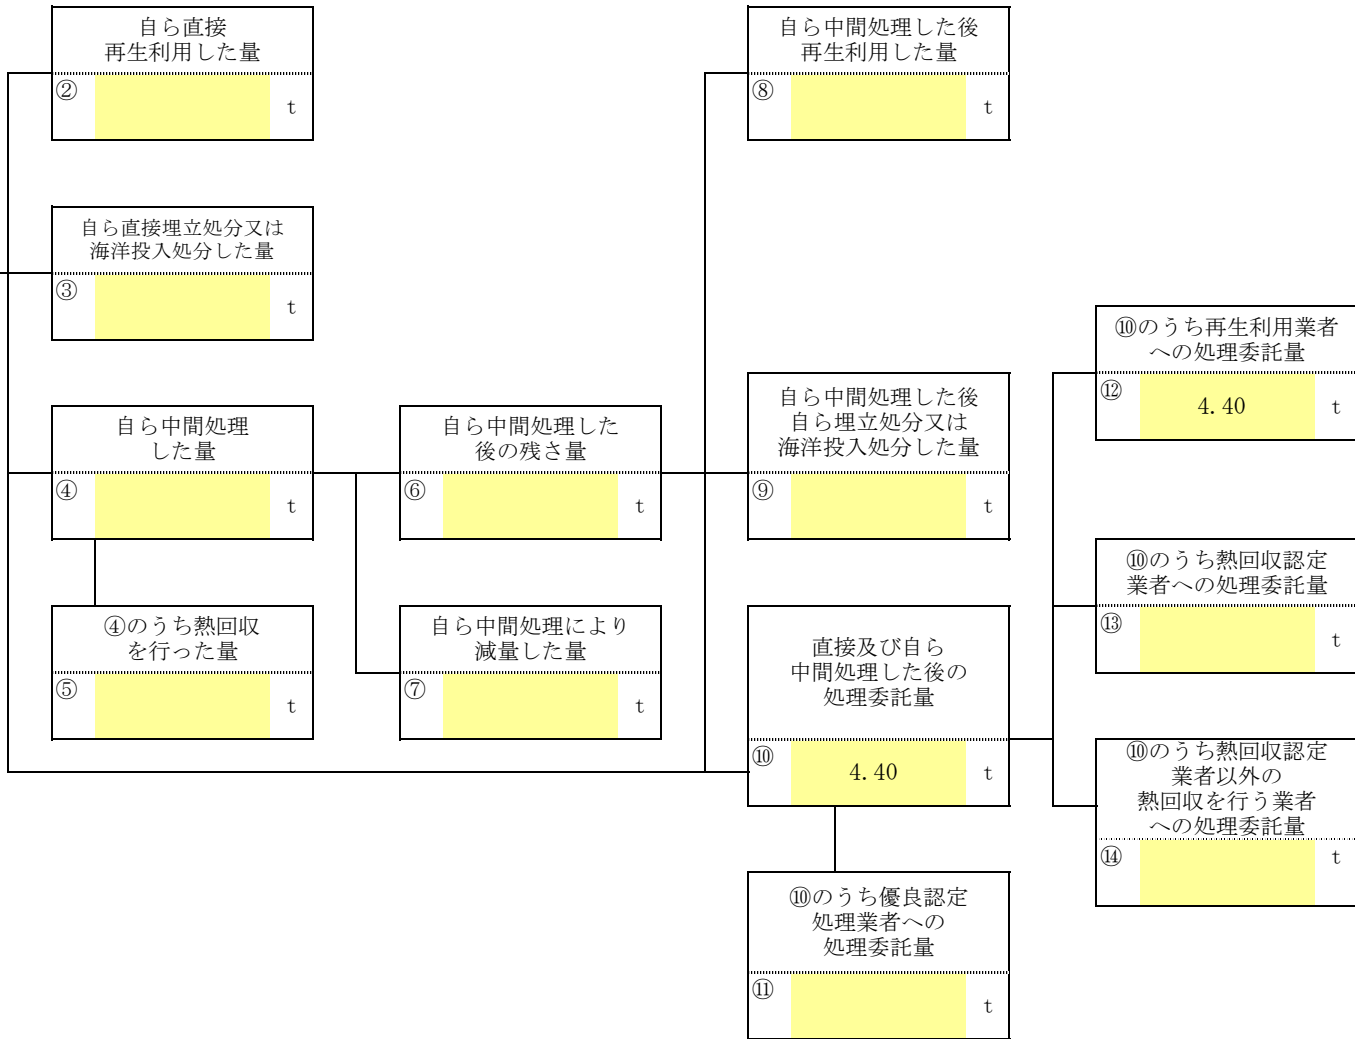 自ら直接
再生利用した量
②
t
自ら直接埋立処分又は
海洋投入処分した量
③
t
自ら中間処理
した量
④
t
④のうち熱回収
を行った量
⑤
t
自ら中間処理した
後の残さ量
⑥
t
自ら中間処理により
減量した量
⑦
t
自ら中間処理した後
再生利用した量
⑧
t
自ら中間処理した後
自ら埋立処分又は
海洋投入処分した量
⑨
t
直接及び自ら
中間処理した後の
処理委託量
⑩ 4.40 t
⑩のうち優良認定
処理業者への
処理委託量
⑪
t
⑩のうち再生利用業者
への処理委託量
⑫ 4.40 t
⑩のうち熱回収認定
業者への処理委託量
⑬
t
⑩のうち熱回収認定
業者以外の
熱回収を行う業者
への処理委託量
⑭
t